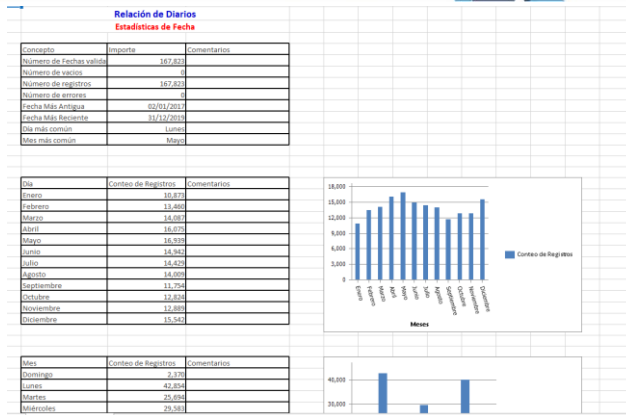 Relación de Diarios
Estadísticas de Fecha
Concepto Importe Comentarios
Número de Fechas valida 167,823
Número de vacios 0
Número de registros 167,823
Número de errores 0
Fecha Más Antigua 02/01/2017
Fecha Más Reciente 31/12/2019
Día más común Lunes
Mes más común Mayo
Día Conteo de Registros Comentarios
Enero 10,873
Febrero 13,460
Marzo 14,087
Abril 16,075
Mayo 16,939
Junio 14,942
Julio 14,429
Agosto 14,009
Septiembre 11,754
Octubre 12,824
Noviembre 12,889
Diciembre 15,542
18,000
15,000
12,000
9,000
6,000
3,000
0
Enero Febrero Marzo Abril Mayo Junio Julio Agosto Septiembre Octubre Noviembre Diciembre
Meses
Conteo de Registros
Mes Conteo de Registros Comentarios
Domingo 2,370
Lunes 42,854
Martes 25,694
Miércoles 29,583
40,000
35,000